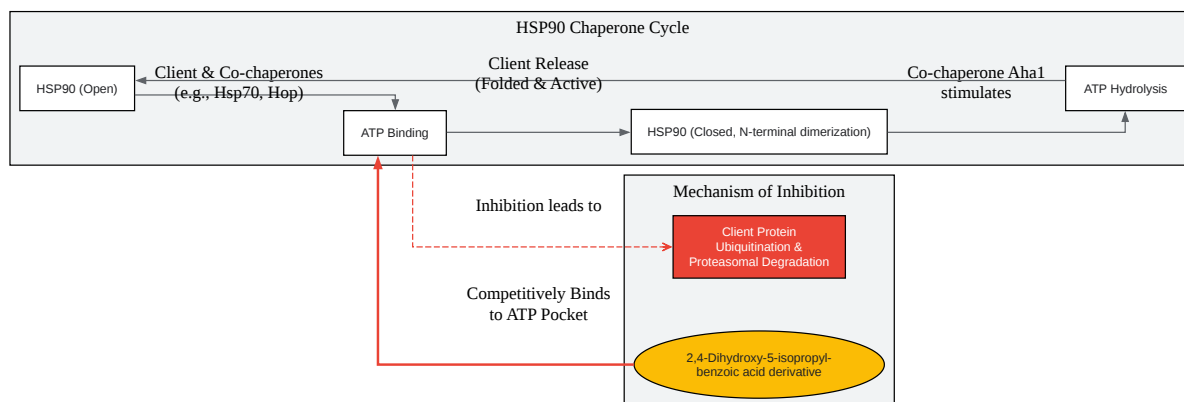 HSP90 Chaperone Cycle
HSP90 (Open)
Client & Co-chaperones
(e.g., Hsp70, Hop)
Client Release
(Folded & Active)
Co-chaperone Aha1
stimulates
ATP Hydrolysis
ATP Binding
HSP90 (Closed, N-terminal dimerization)
Mechanism of Inhibition
Inhibition leads to
Client Protein
Ubiquitination &
Proteasomal Degradation
Competitively Binds
to ATP Pocket
2,4-Dihydroxy-5-isopropyl-
benzoic acid derivative